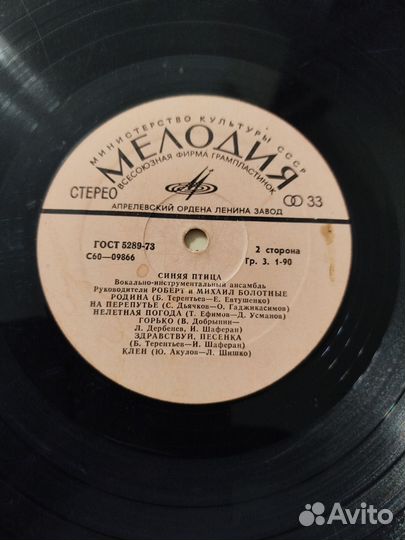 МИНИСТЕРСТВО КУЛЬТУРЫ СССР
МЕЛОДИЯ
ВСЕСОЮЗНАЯ ФИРМА ГРАМПЛАСТИНОК
СТЕРЕО
33
АПРЕЛЕВСКИЙ ОРДЕНА ЛЕНИНА ЗАВОД
ГОСТ 5289-73
2 сторона
С60—09866
Гр. 3. 1-90
СИНЯЯ ПТИЦА
Вокально-инструментальный ансамбль
Руководители РОБЕРТ и МИХАИЛ БОЛОТНЫЕ
РОДИНА (Б. Терентьев—Е. Евтушенко)
НА ПЕРЕПУТЬЕ (С. Дьячков—О. Гаджикасимов)
НЕЛЕТНАЯ ПОГОДА (Т. Ефимов—Д. Усманов)
ГОРЬКО (В. Добрынин—
Л. Дербенев, И. Шаферан)
ЗДРАВСТВУЙ, ПЕСЕНКА
(Б. Терентьев—И. Шаферан)
КЛЕН (Ю. Акулов—Л. Шишко)
Avito